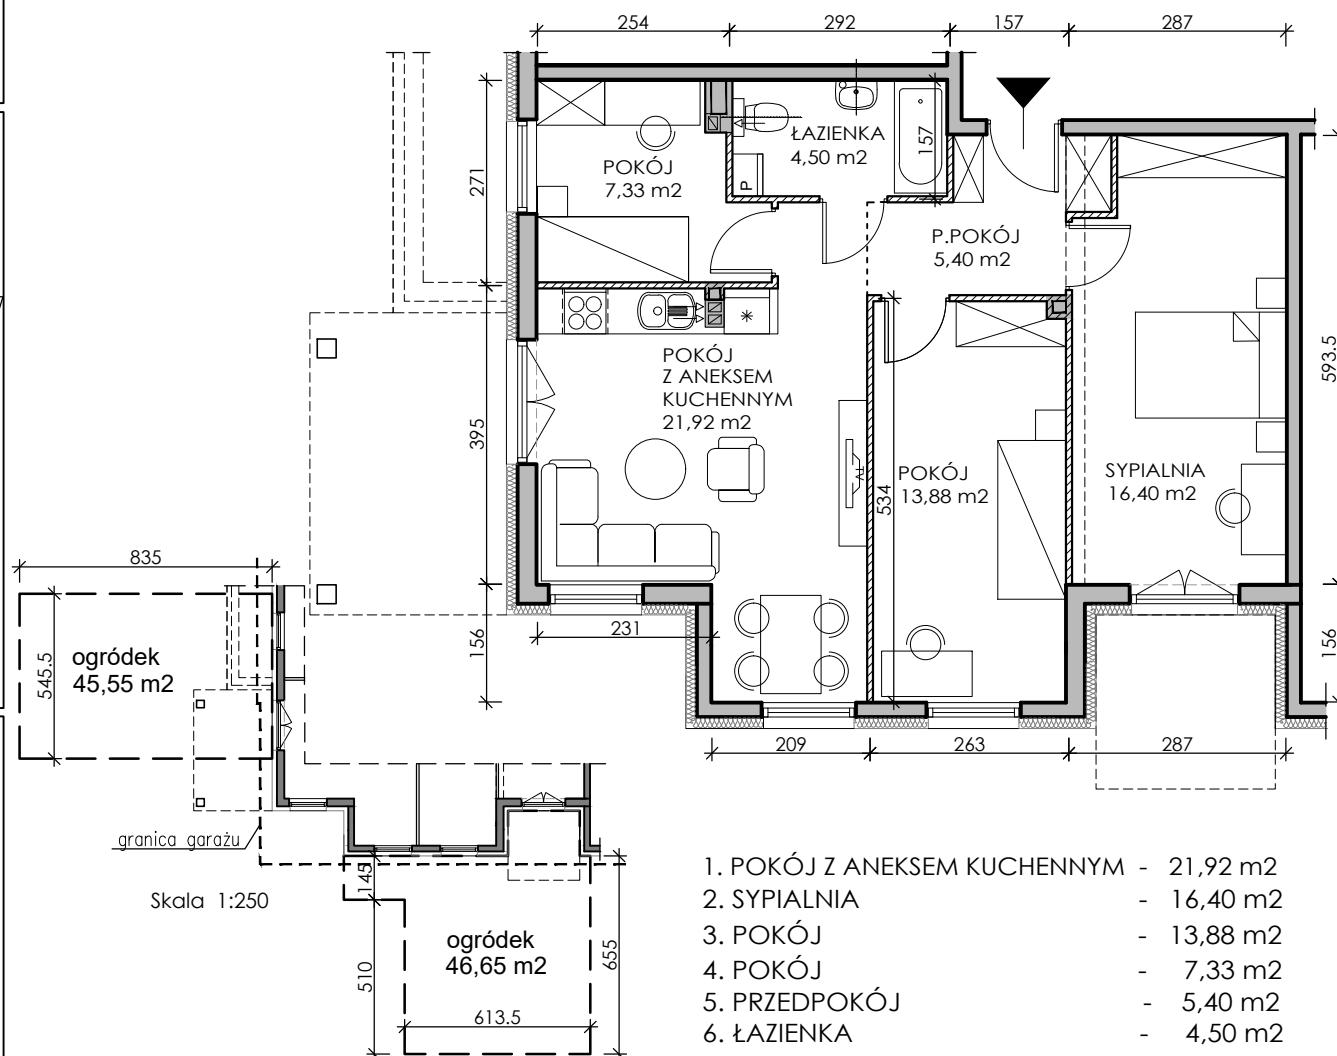 254 292 157 287
ŁAZIENKA
4,50 m2
157
POKÓJ
7,33 m2
P
271
P.POKÓJ
5,40 m2
593.5
POKÓJ
Z ANEKSEM
KUCHENNYM
21,92 m2
395
TV
POKÓJ
13,88 m2
534
SYPIALNIA
16,40 m2
835
231
156
156
545.5
ogródek
45,55 m2
209 263 287
granica garażu
Skala 1:250
145
ogródek
46,65 m2
510
655
613.5
1. POKÓJ Z ANEKSEM KUCHENNYM - 21,92 m2
2. SYPIALNIA - 16,40 m2
3. POKÓJ - 13,88 m2
4. POKÓJ - 7,33 m2
5. PRZEDPOKÓJ - 5,40 m2
6. ŁAZIENKA - 4,50 m2